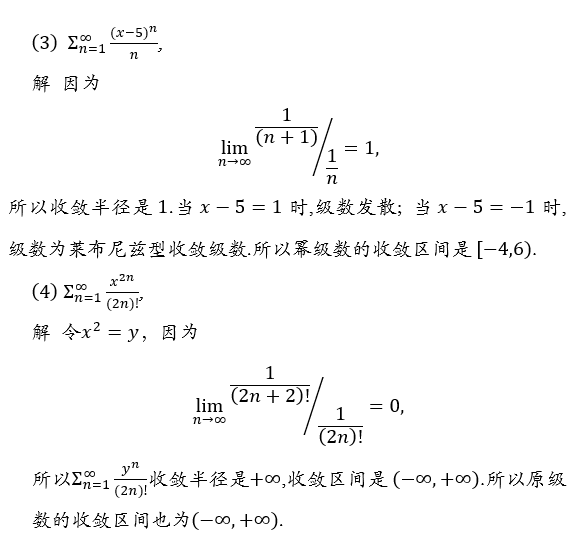 (3) $\sum_{n=1}^{\infty} \frac{(x-5)^n}{n}$,
解 因为
$\lim_{n\to\infty} \left. \frac{1}{(n+1)} \middle/ \frac{1}{n} \right. = 1,$
所以收敛半径是 1.当 $x-5=1$ 时,级数发散; 当 $x-5=-1$ 时,
级数为莱布尼兹型收敛级数.所以幂级数的收敛区间是 $[-4,6)$.
(4) $\sum_{n=1}^{\infty} \frac{x^{2n}}{(2n)!}$,
解 令$x^2=y$, 因为
$\lim_{n\to\infty} \left. \frac{1}{(2n+2)!} \middle/ \frac{1}{(2n)!} \right. = 0,$
所以$\sum_{n=1}^{\infty} \frac{y^n}{(2n)!}$收敛半径是$+\infty$,收敛区间是 $(-\infty,+\infty)$.所以原级
数的收敛区间也为$(-\infty,+\infty)$.